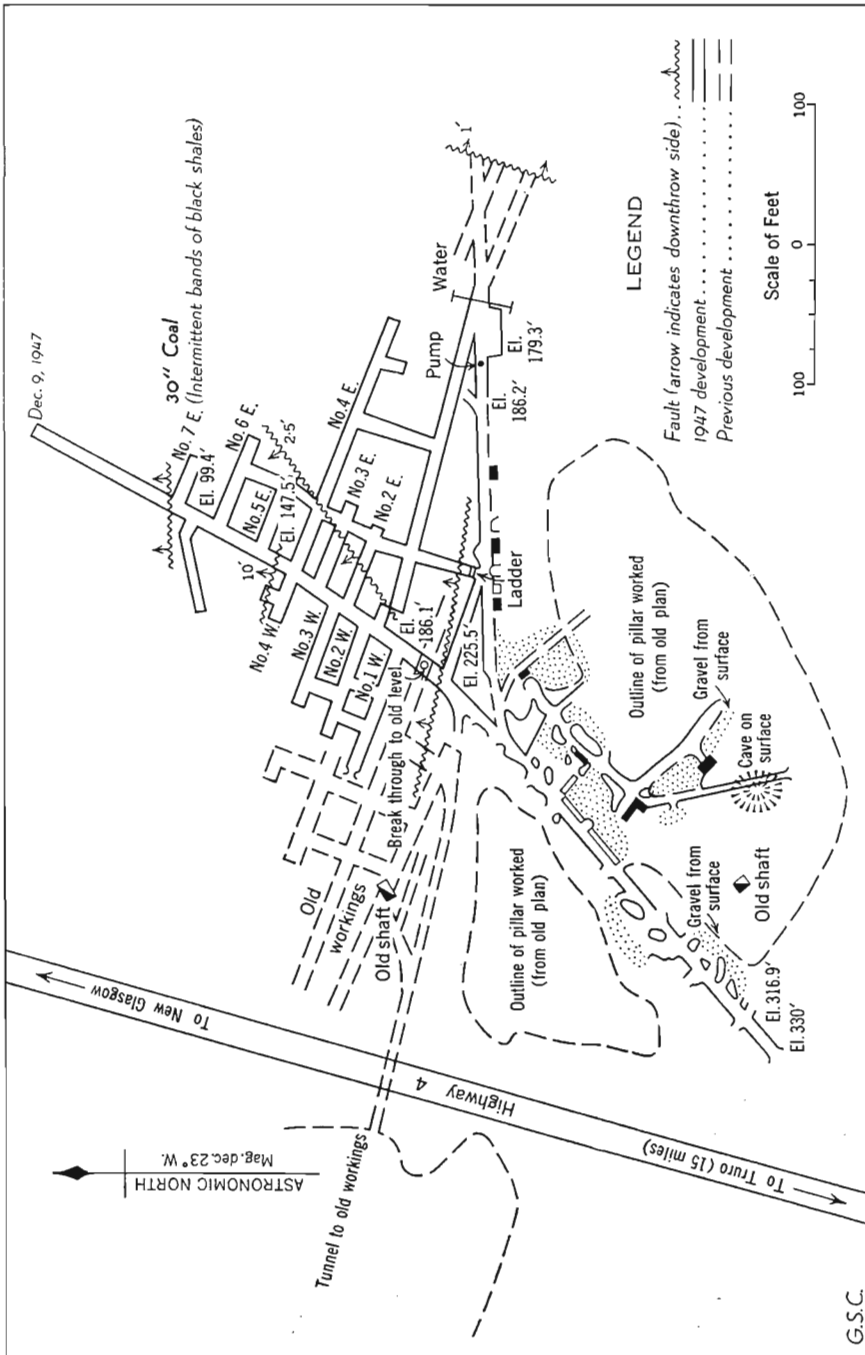 Dec. 9, 1947
30" Coal
No. 7 E. (Intermittent bands of black shales)
El. 99.4'
No. 6 E.
No. 5 E.
2·5'
10'
El. 147.5'
No. 4 E.
No. 4 W.
No. 3 E.
No. 3 W.
No. 2 E.
No. 2 W.
No. 1 W.
El.
186.1'
Break through to old level
El. 225.5'
Ladder
Pump
Water
1'
El.
186.2'
El.
179.3'
Old
workings
Old shaft
To New Glasgow
Highway 4
To Truro (15 miles)
ASTRONOMIC NORTH
Mag. dec. 23° W.
Tunnel to old workings
Outline of pillar worked
(from old plan)
Outline of pillar worked
(from old plan)
Gravel from
surface
Cave on
surface
Gravel from
surface
Old shaft
El. 316.9'
El. 330'
LEGEND
Fault (arrow indicates downthrow side) . .
1947 development . . . . . . . . . . . . .
Previous development . . . . . . . . . . .
Scale of Feet
100 0 100
G.S.C.